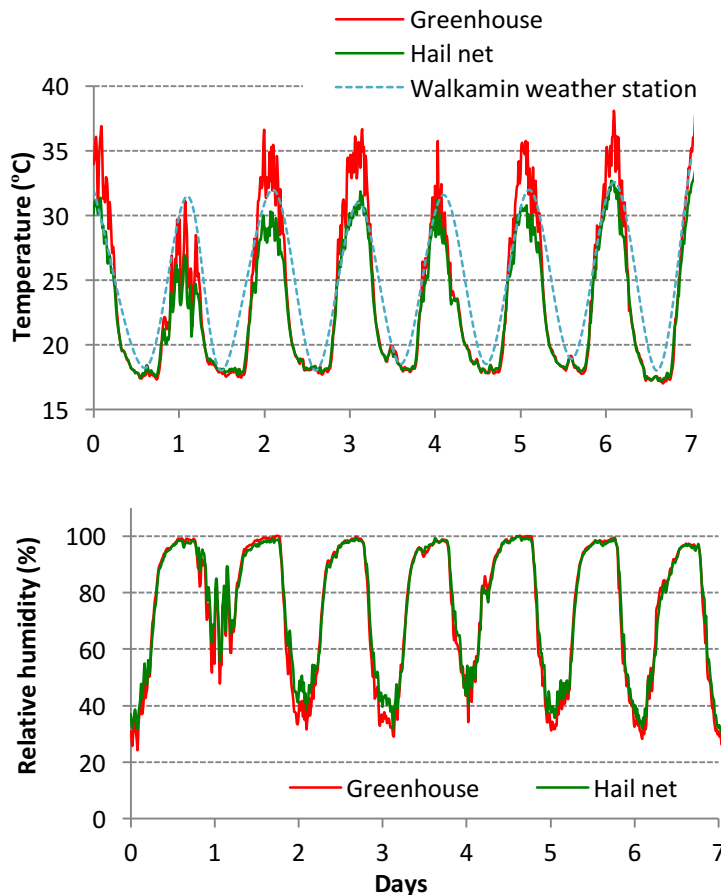 Greenhouse
Hail net
Walkamin weather station
Temperature (ºC)
40
35
30
25
20
15
0 1 2 3 4 5 6 7
Relative humidity (%)
100
80
60
40
20
0
Greenhouse Hail net
0 1 2 3 4 5 6 7
Days